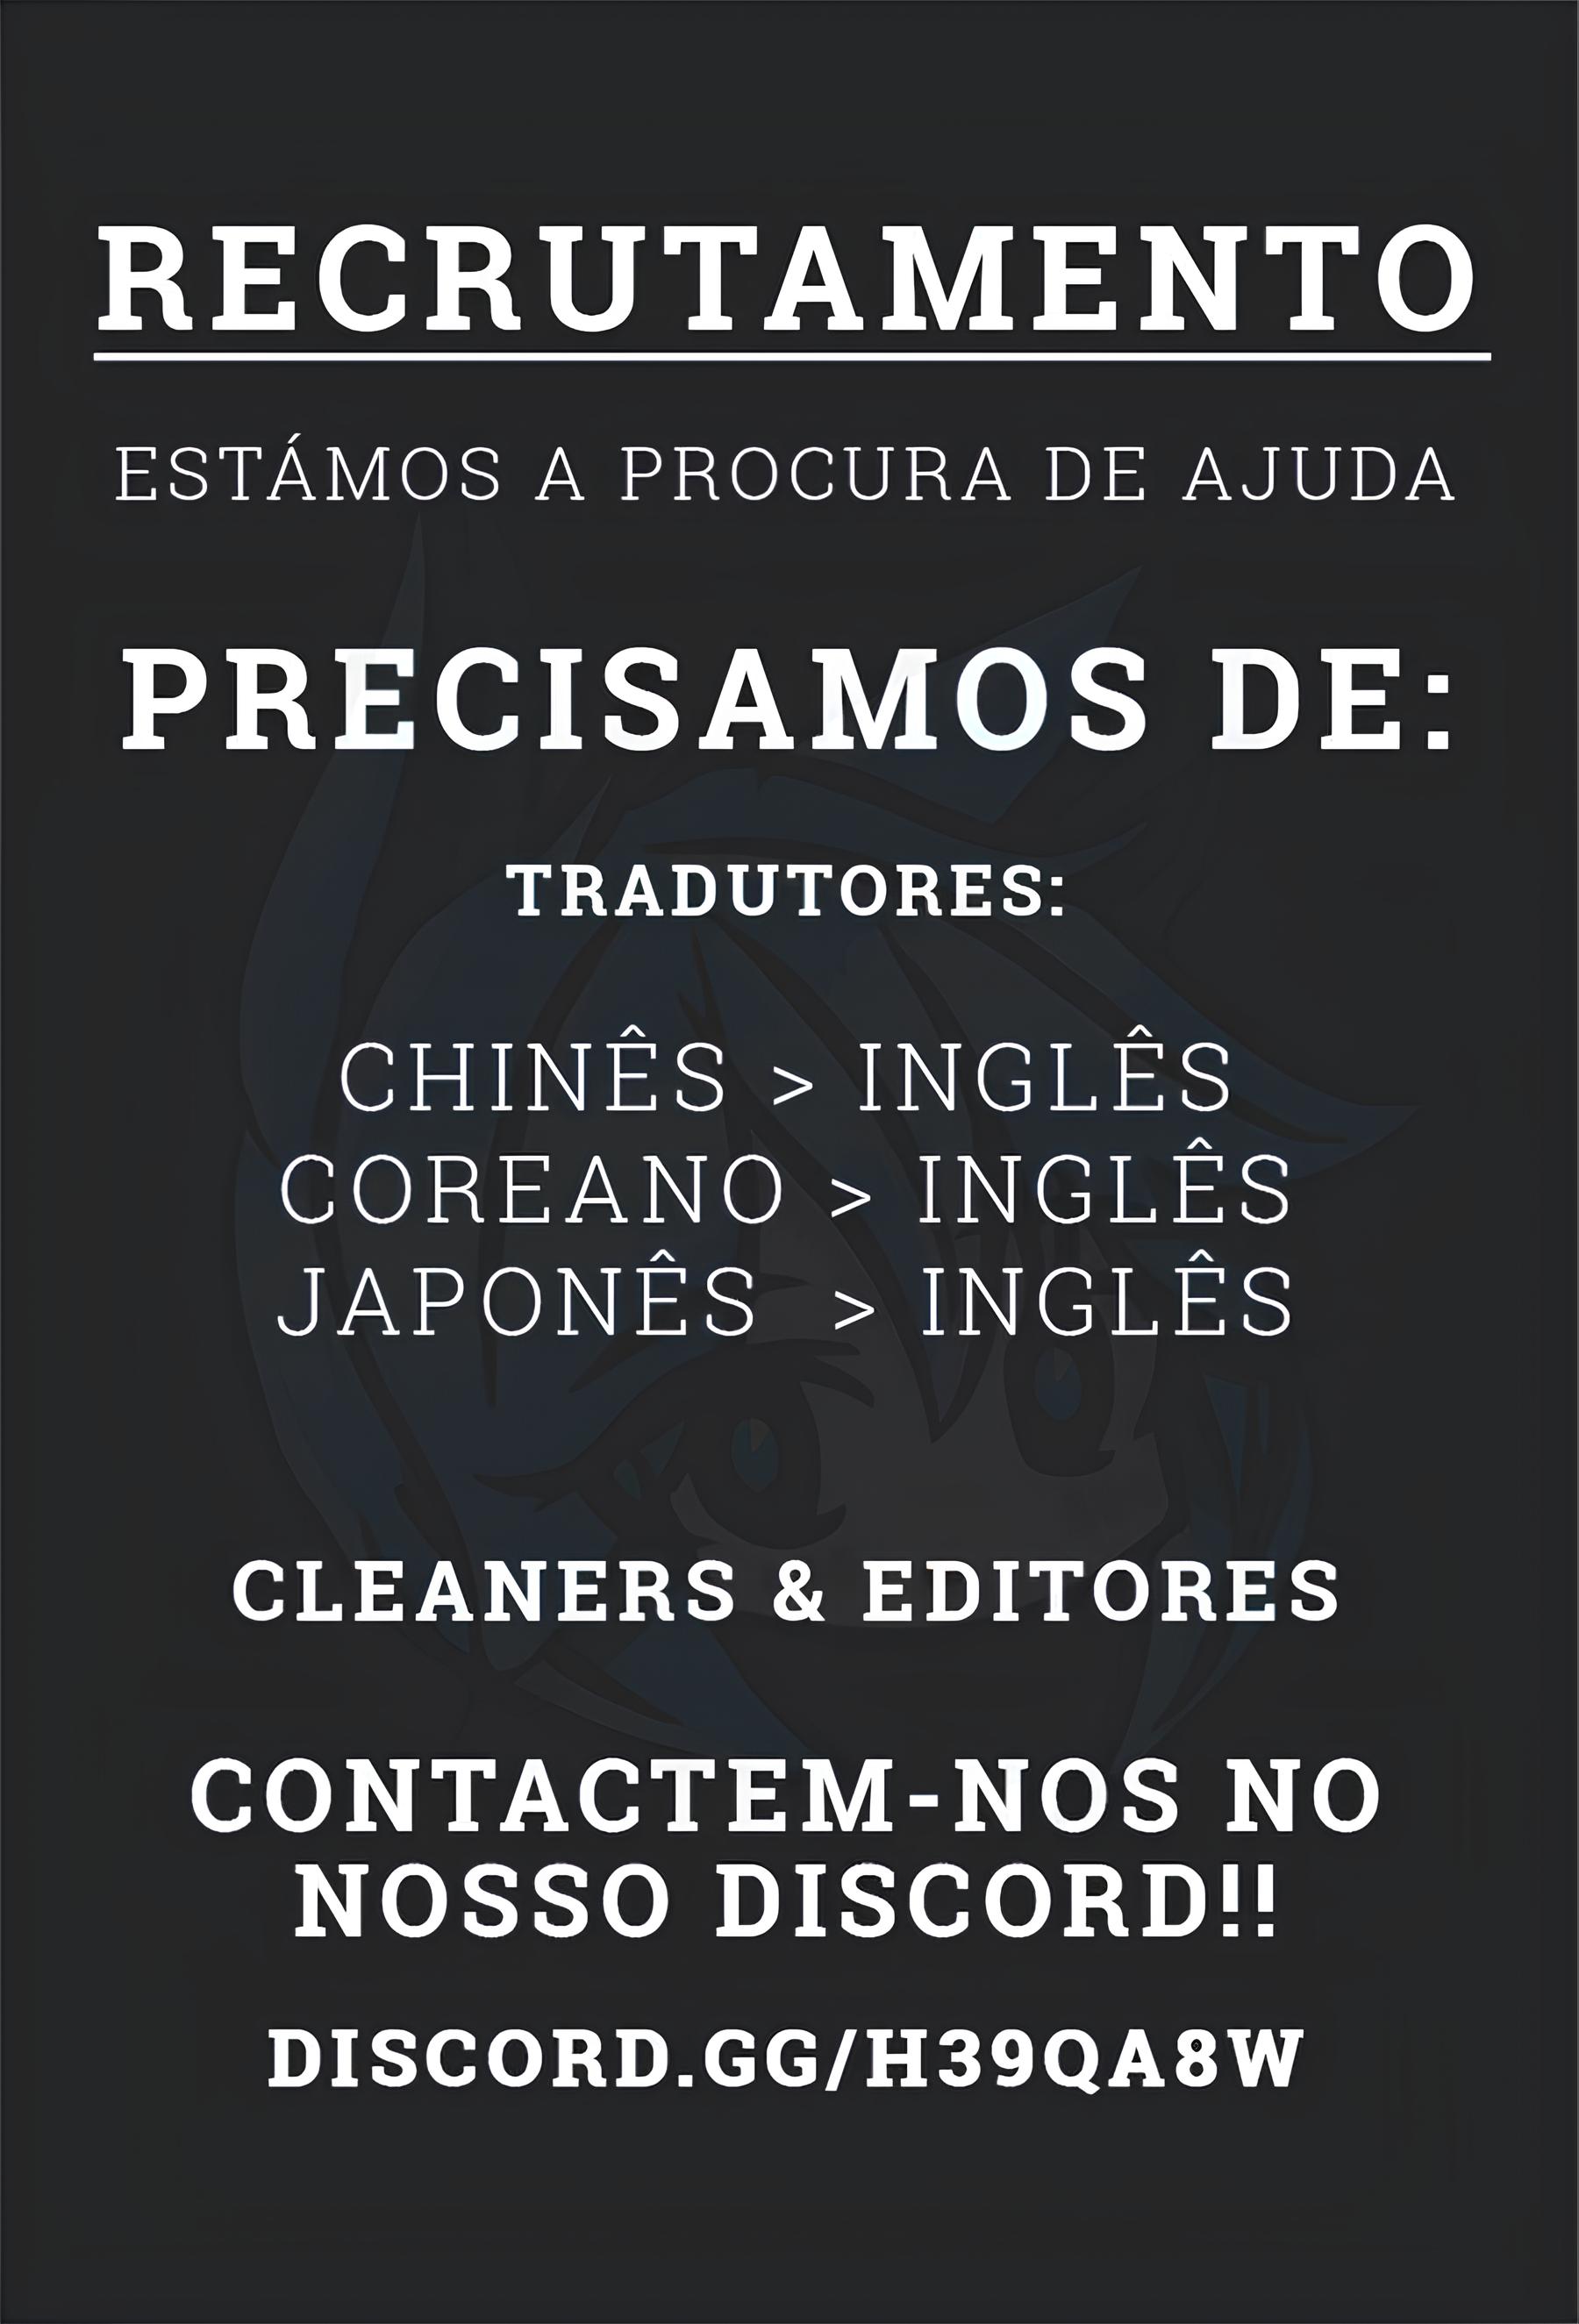 RECRUTAMENTO
ESTÁMOS A PROCURA DE AJUDA
PRECISAMOS DE:
TRADUTORES:
CHINÊS > INGLÊS
COREANO > INGLÊS
JAPONÊS > INGLÊS
CLEANERS & EDITORES
CONTACTEM-NOS NO
NOSSO DISCORD!!
DISCORD.GG/H39QA8W